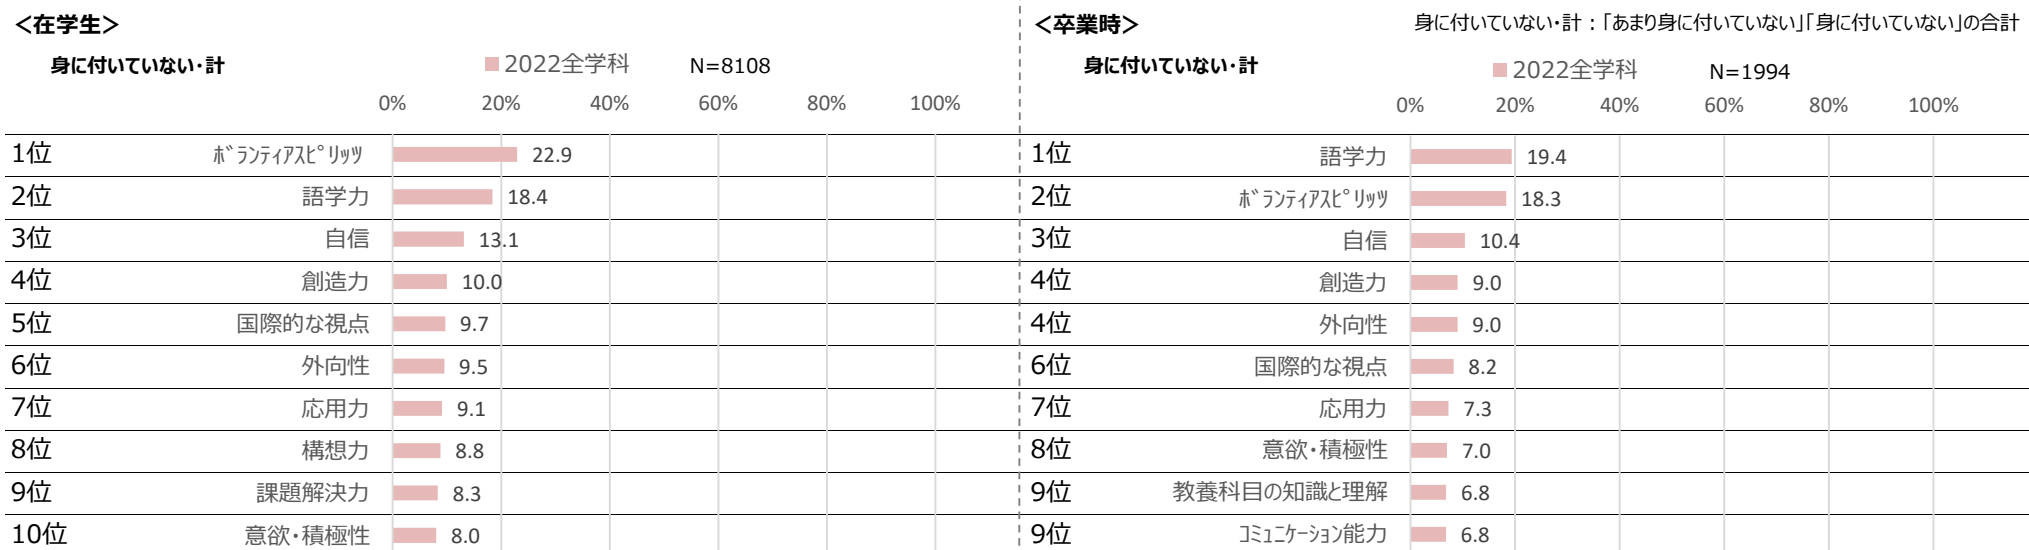 ＜在学生＞
身に付いていない・計
2022全学科 N=8108
0% 20% 40% 60% 80% 100%
1位 ﾎﾞﾗﾝﾃｨｱｽﾋﾟﾘｯﾂ 22.9
2位 語学力 18.4
3位 自信 13.1
4位 創造力 10.0
5位 国際的な視点 9.7
6位 外向性 9.5
7位 応用力 9.1
8位 構想力 8.8
9位 課題解決力 8.3
10位 意欲・積極性 8.0
＜卒業時＞
身に付いていない・計：「あまり身に付いていない」「身に付いていない」の合計
身に付いていない・計
2022全学科 N=1994
0% 20% 40% 60% 80% 100%
1位 語学力 19.4
2位 ﾎﾞﾗﾝﾃｨｱｽﾋﾟﾘｯﾂ 18.3
3位 自信 10.4
4位 創造力 9.0
4位 外向性 9.0
6位 国際的な視点 8.2
7位 応用力 7.3
8位 意欲・積極性 7.0
9位 教養科目の知識と理解 6.8
9位 ｺﾐｭﾆｹｰｼｮﾝ能力 6.8